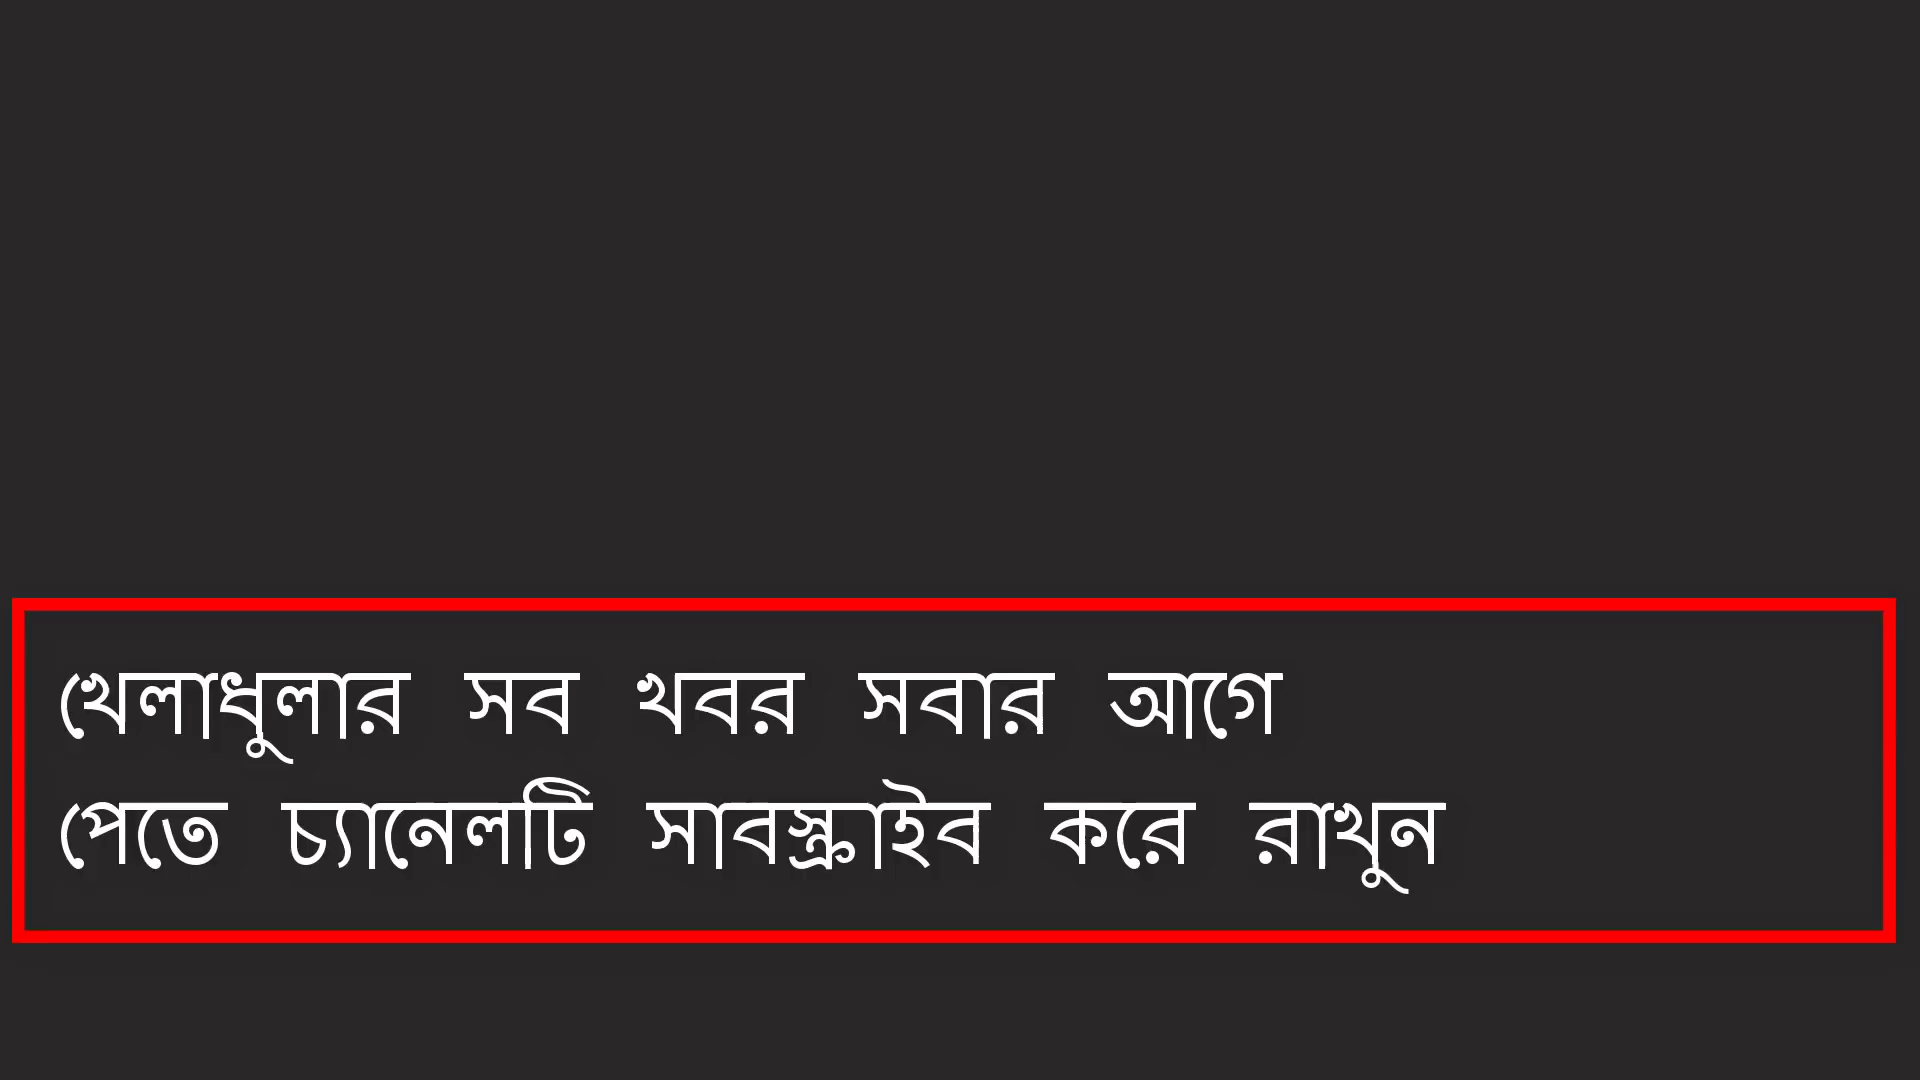 খেলাধুলার সব খবর সবার আগে
পেতে চ্যানেলটি সাবস্ক্রাইব করে রাখুন